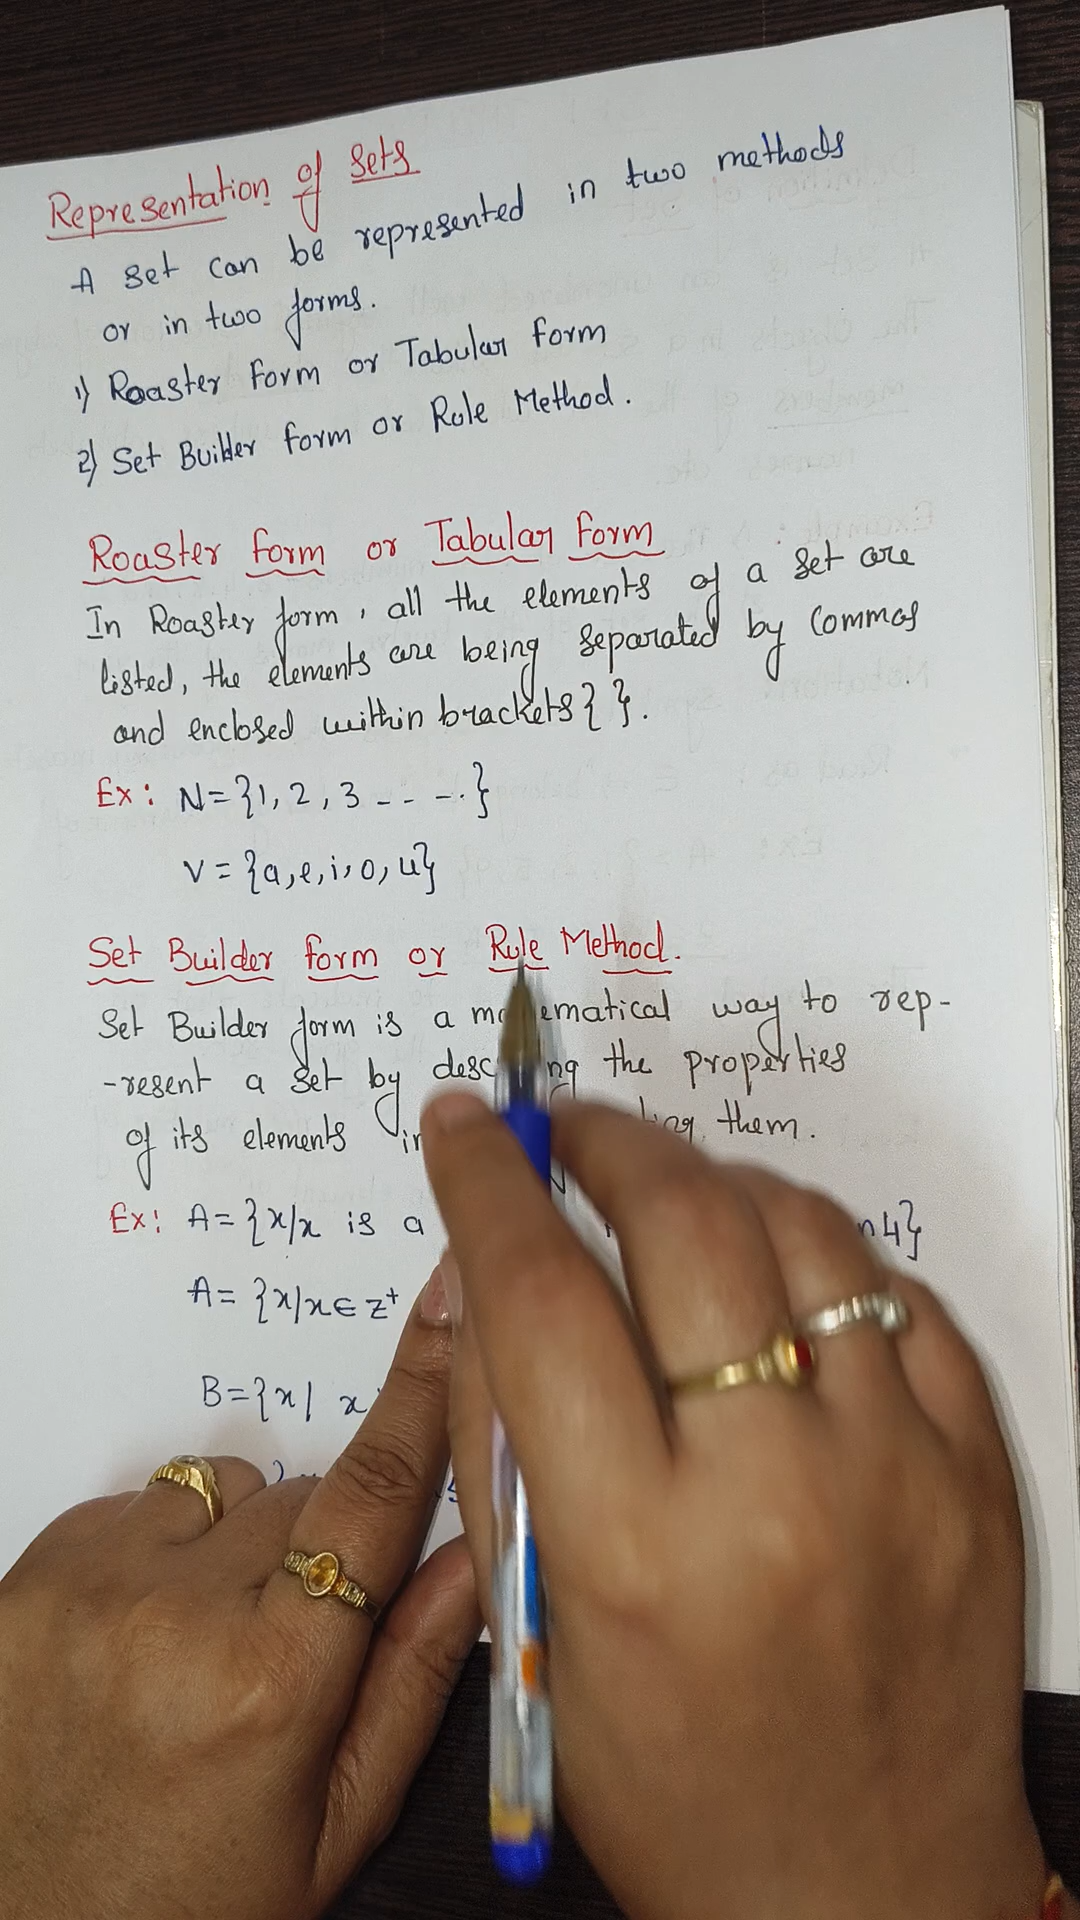 Representation of Sets
A set can be represented in two methods
or in two forms.
1) Roaster Form or Tabular Form
2) Set Builder form or Rule Method.
Roaster form or Tabular Form
In Roaster form, all the elements of a set are
listed, the elements are being separated by Commas
and enclosed within brackets { }.
Ex: N={1, 2, 3 - - - .}
V = {a, e, i, o, u}
Set Builder form or Rule Method.
Set Builder form is a mathematical way to rep-
-resent a set by the properties
of its elements them.
Ex: A= {x/x is a 4}
A= {x/x∈ z+
B={x/ x